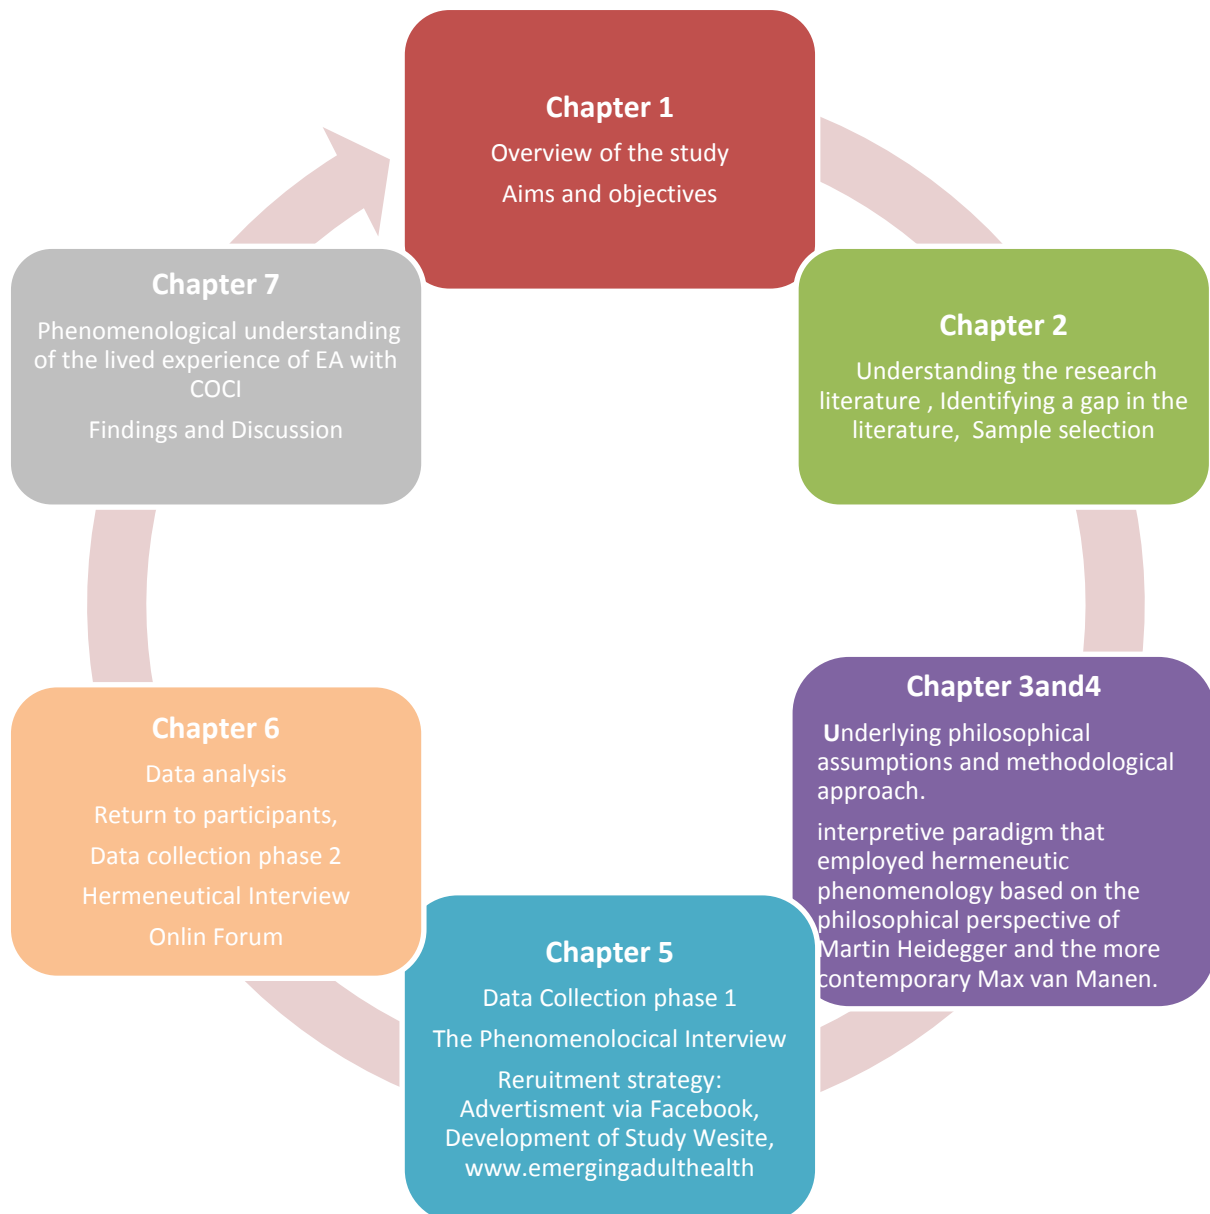 Chapter 1
Overview of the study
Aims and objectives
Chapter 2
Understanding the research
literature , Identifying a gap in the
literature, Sample selection
Chapter 3and4
Underlying philosophical
assumptions and methodological
approach.
interpretive paradigm that
employed hermeneutic
phenomenology based on the
philosophical perspective of
Martin Heidegger and the more
contemporary Max van Manen.
Chapter 5
Data Collection phase 1
The Phenomenolocical Interview
Reruitment strategy:
Advertisment via Facebook,
Development of Study Wesite,
www.emergingadulthealth
Chapter 6
Data analysis
Return to participants,
Data collection phase 2
Hermeneutical Interview
Onlin Forum
Chapter 7
Phenomenological understanding
of the lived experience of EA with
COCI
Findings and Discussion